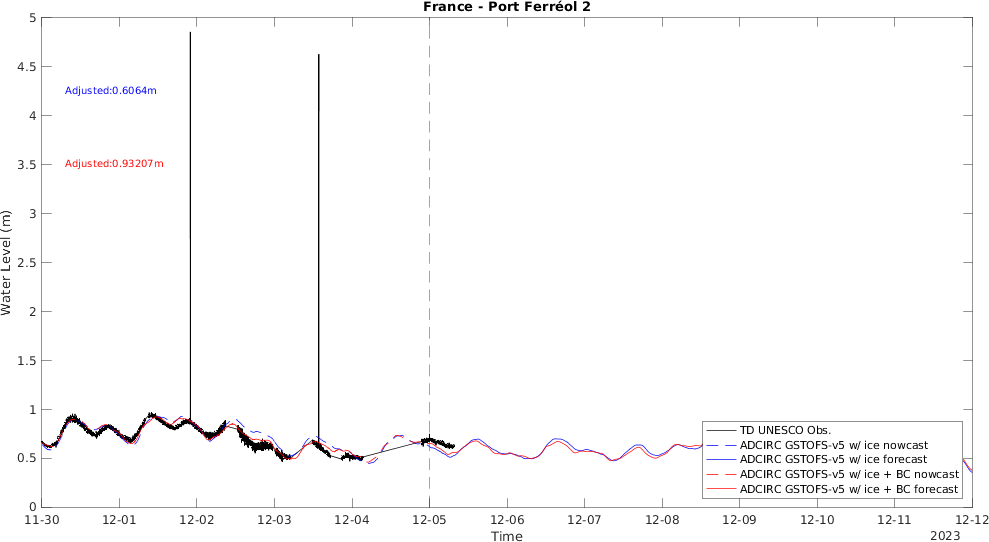 France - Port Ferréol 2
5
4.5
4
3.5
3
2.5
2
1.5
1
0.5
0
Water Level (m)
Adjusted:0.6064m
Adjusted:0.93207m
TD UNESCO Obs.
ADCIRC GSTOFS-v5 w/ ice nowcast
ADCIRC GSTOFS-v5 w/ ice forecast
ADCIRC GSTOFS-v5 w/ ice + BC nowcast
ADCIRC GSTOFS-v5 w/ ice + BC forecast
11-30 12-01 12-02 12-03 12-04 12-05 12-06 12-07 12-08 12-09 12-10 12-11 12-12
Time
2023